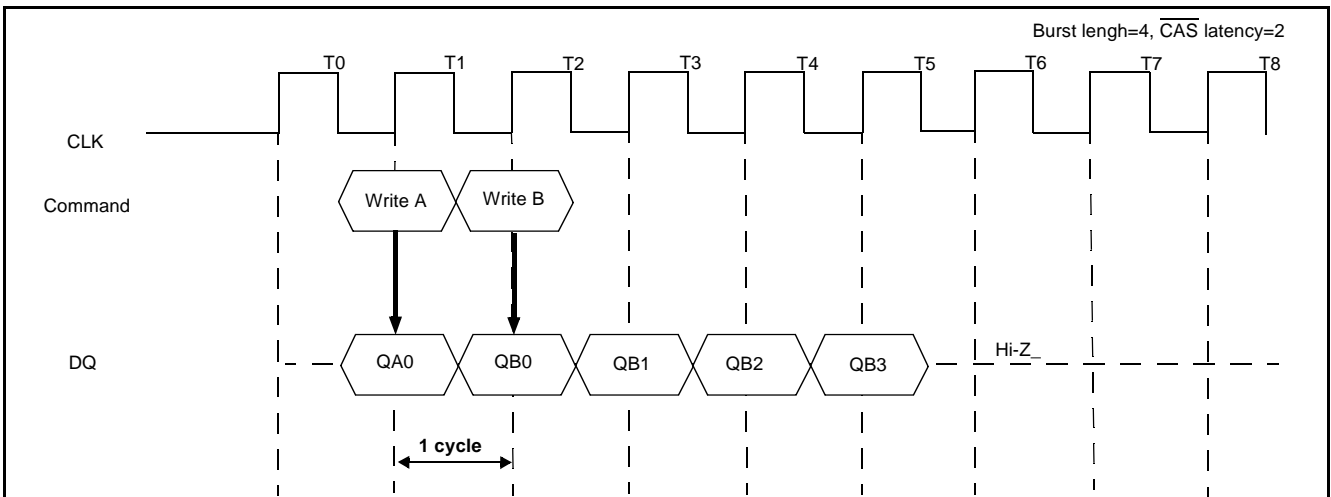 Burst lengh=4, CAS latency=2
T0 T1 T2 T3 T4 T5 T6 T7 T8
CLK
Command Write A Write B
DQ QA0 QB0 QB1 QB2 QB3 Hi-Z_
1 cycle